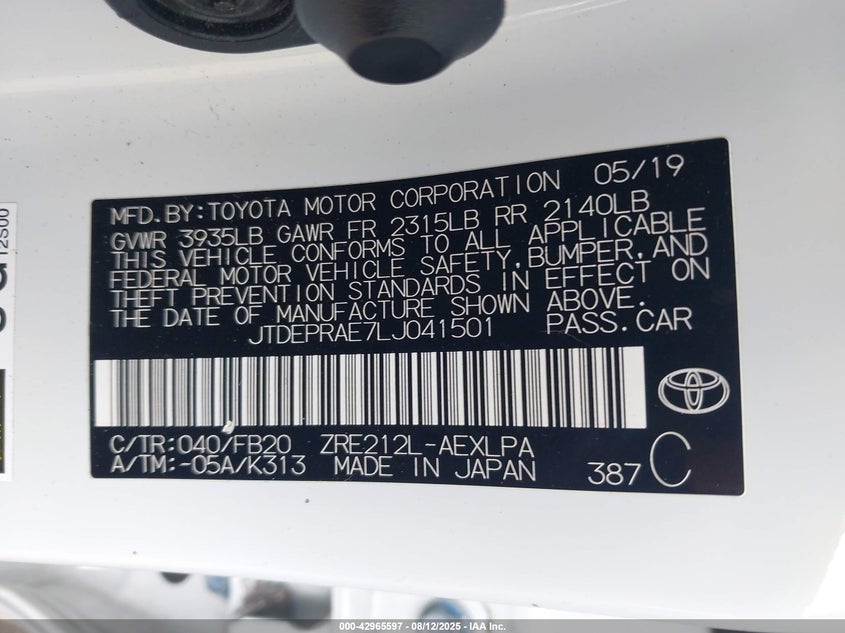 MFD. BY: TOYOTA MOTOR CORPORATION 05/19
GVWR 3935LB GAWR FR 2315LB RR 2140LB
THIS VEHICLE CONFORMS TO ALL APPLICABLE
FEDERAL MOTOR VEHICLE SAFETY, BUMPER, AND
THEFT PREVENTION STANDARDS IN EFFECT ON
THE DATE OF MANUFACTURE SHOWN ABOVE.
JTDEPRAE7LJ041501 PASS. CAR
C/TR: 040/FB20 ZRE212L-AEXLPA
A/TM: -05A/K313 MADE IN JAPAN 387 C
12S00
000-42965597 - 08/12/2025 - IAA Inc.